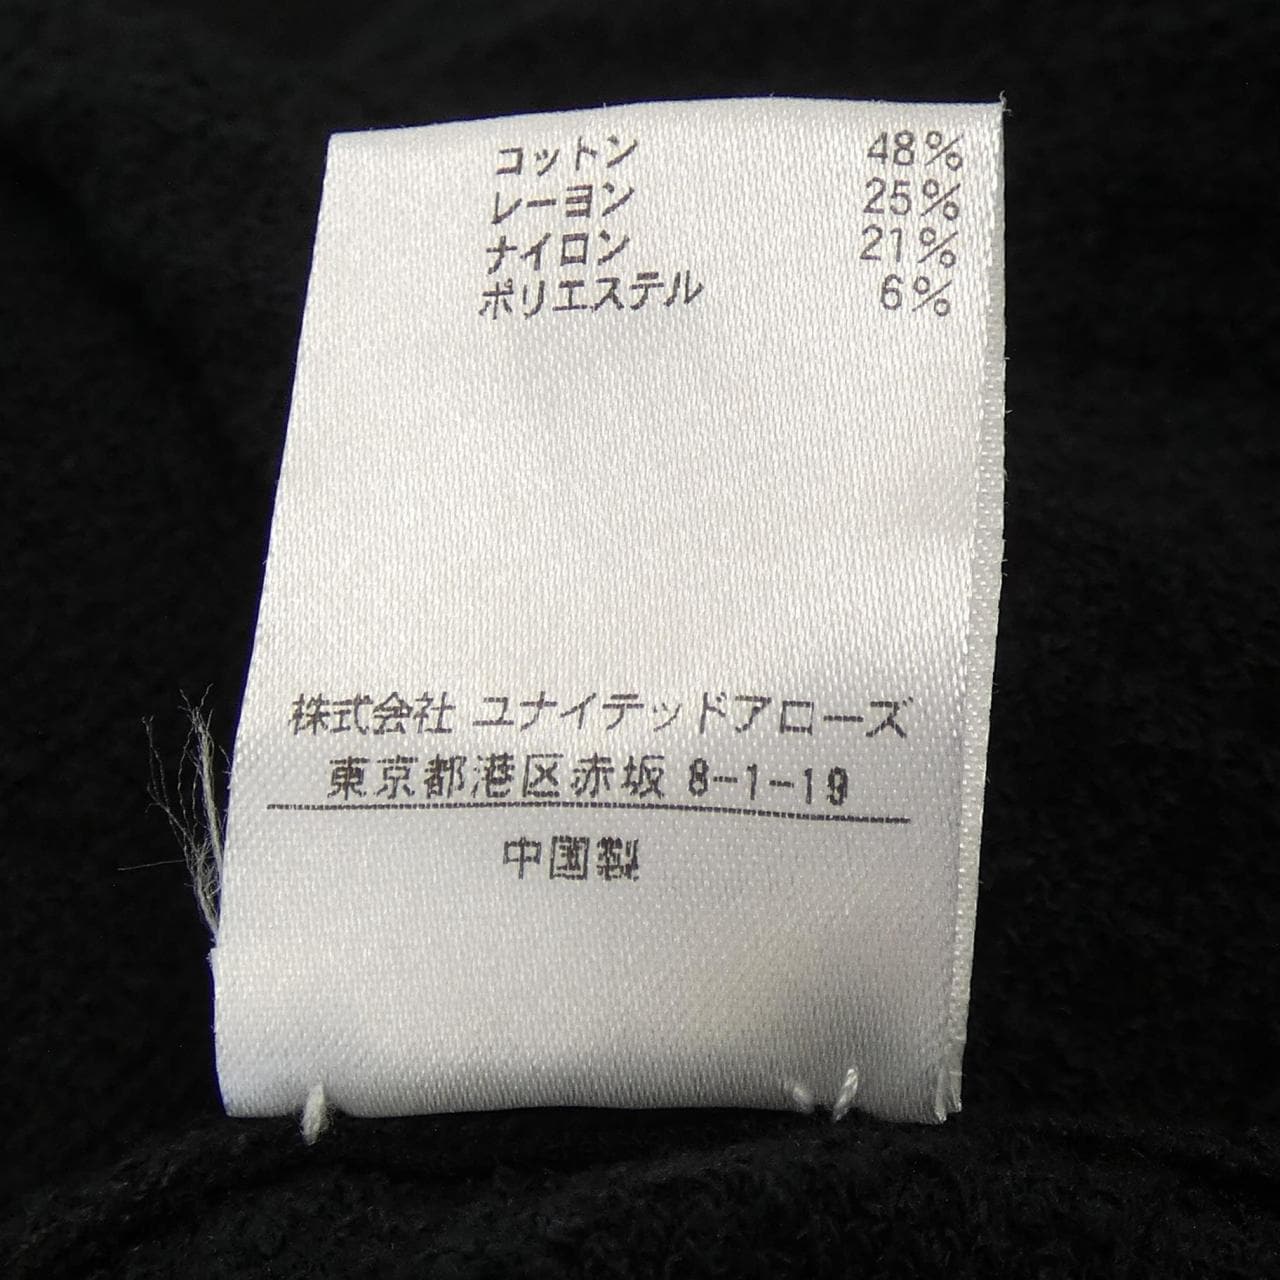 コットン 48%
レーヨン 25%
ナイロン 21%
ポリエステル 6%
株式会社 ユナイテッドアローズ
東京都港区赤坂 8-1-19
中国製